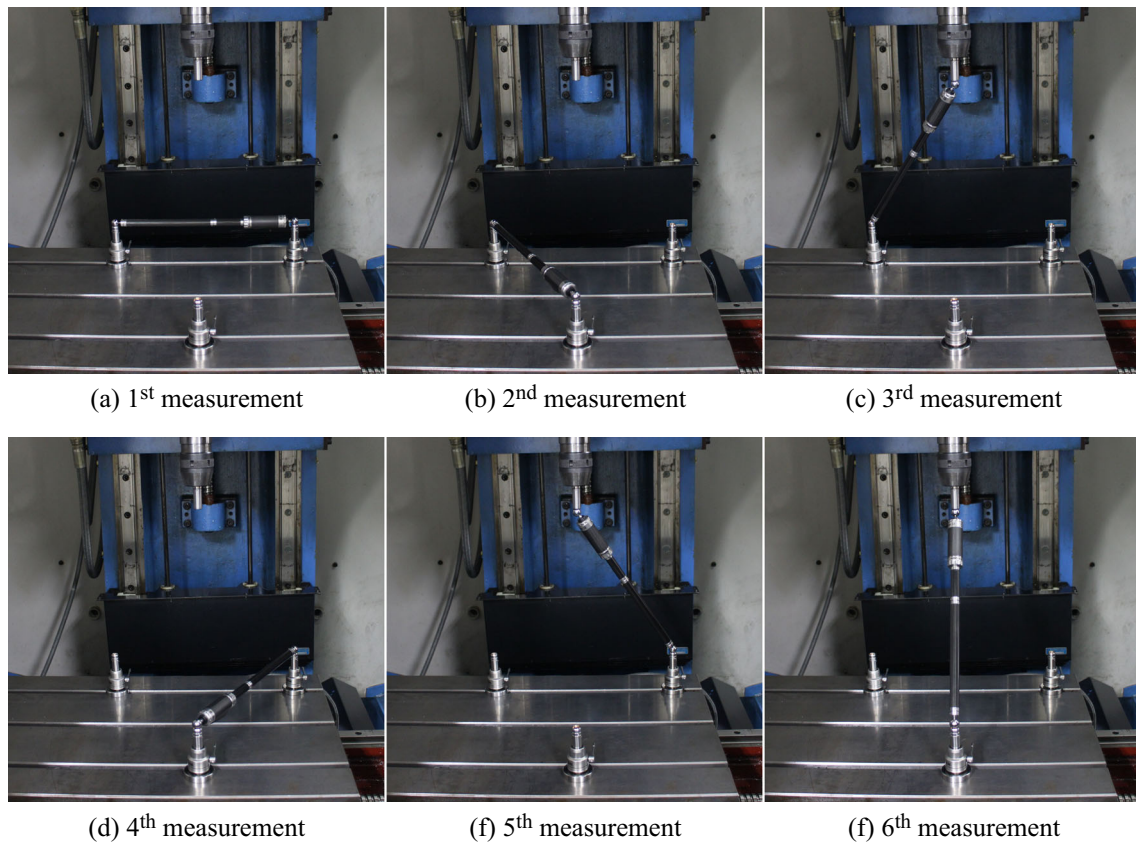 (a) 1st measurement
(b) 2nd measurement
(c) 3rd measurement
(d) 4th measurement
(f) 5th measurement
(f) 6th measurement